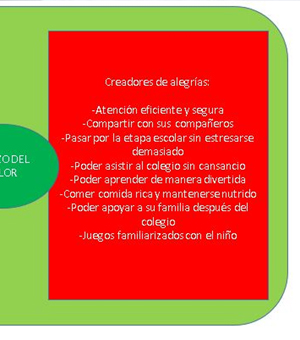 Creadores de alegrías:
-Atención eficiente y segura
-Compartir con sus compañeros
-Pasar por la etapa escolar sin estresarse
demasiado
-Poder asistir al colegio sin cansancio
-Poder aprender de manera divertida
-Comer comida rica y mantenerse nutrido
-Poder apoyar a su familia después del
colegio
-Juegos familiarizados con el niño
ZO DEL
LOR